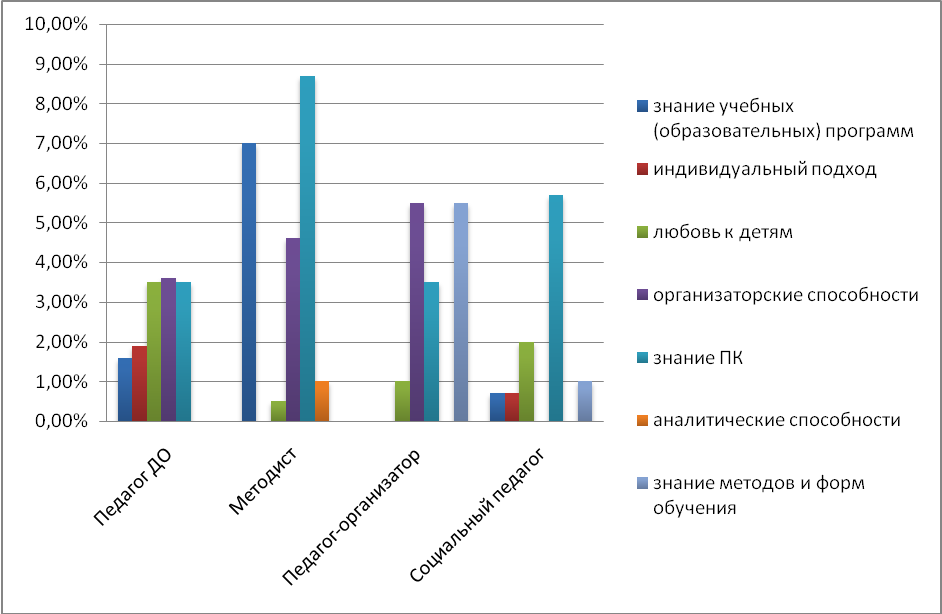 10,00%
9,00%
8,00%
7,00%
6,00%
5,00%
4,00%
3,00%
2,00%
1,00%
0,00%
Педагог ДО
Методист
Педагог-организатор
Социальный педагог
знание учебных
(образовательных) программ
индивидуальный подход
любовь к детям
организаторские способности
знание ПК
аналитические способности
знание методов и форм
обучения